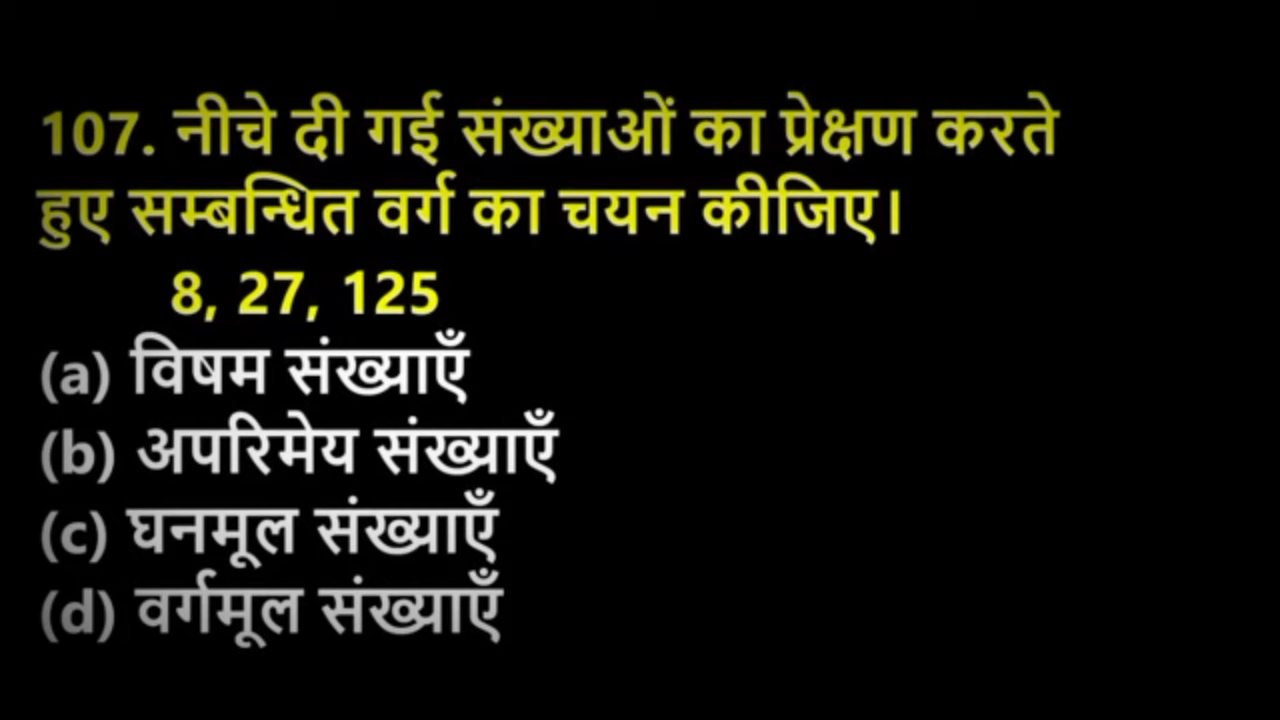 107. नीचे दी गई संख्याओं का प्रेक्षण करते
हुए सम्बन्धित वर्ग का चयन कीजिए।
8, 27, 125
(a) विषम संख्याएँ
(b) अपरिमेय संख्याएँ
(c) घनमूल संख्याएँ
(d) वर्गमूल संख्याएँ